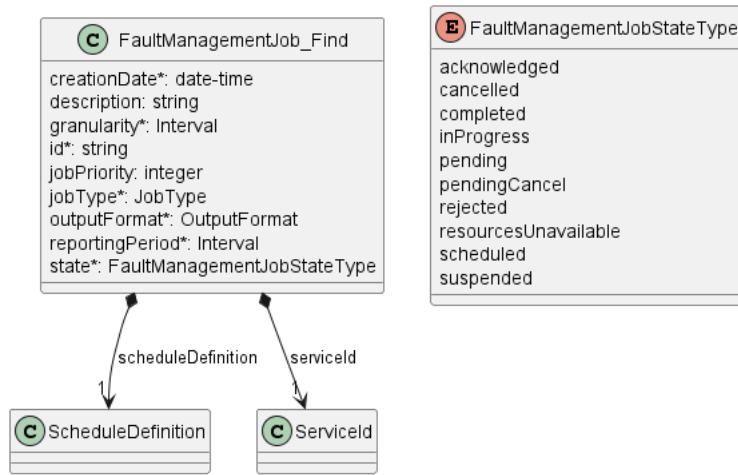 C FaultManagementJob_Find
creationDate*: date-time
description: string
granularity*: Interval
id*: string
jobPriority: integer
jobType*: JobType
outputFormat*: OutputFormat
reportingPeriod*: Interval
state*: FaultManagementJobStateType
E FaultManagementJobStateType
acknowledged
cancelled
completed
inProgress
pending
pendingCancel
rejected
resourcesUnavailable
scheduled
suspended
scheduleDefinition
serviceId
1
1
C ScheduleDefinition
C ServiceId